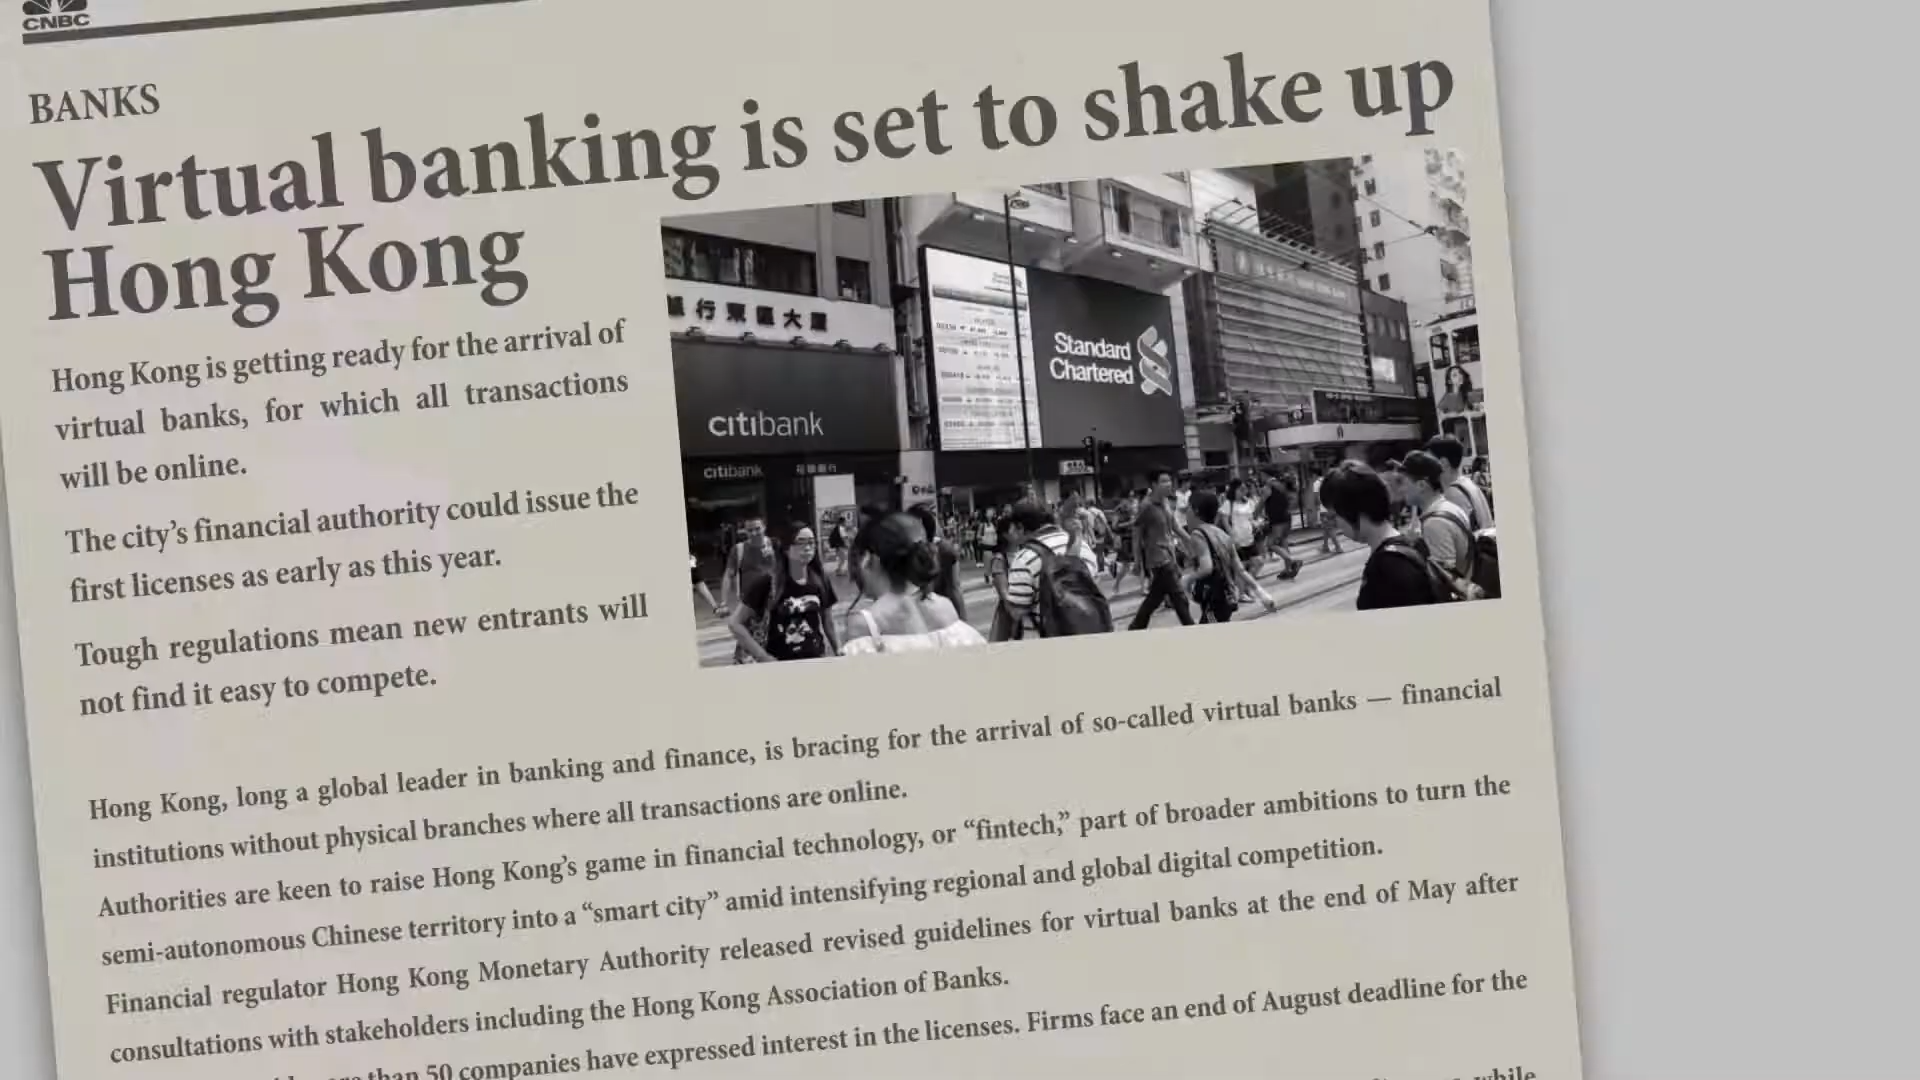 CNBC
BANKS
Virtual banking is set to shake up
Hong Kong
Hong Kong is getting ready for the arrival of
virtual banks, for which all transactions
will be online.
The city's financial authority could issue the
first licenses as early as this year.
Tough regulations mean new entrants will
not find it easy to compete.
行東區大厦
citibank
citibank
Standard
Chartered
Hong Kong, long a global leader in banking and finance, is bracing for the arrival of so-called virtual banks — financial
institutions without physical branches where all transactions are online.
Authorities are keen to raise Hong Kong's game in financial technology, or “fintech,” part of broader ambitions to turn the
semi-autonomous Chinese territory into a “smart city” amid intensifying regional and global digital competition.
Financial regulator Hong Kong Monetary Authority released revised guidelines for virtual banks at the end of May after
consultations with stakeholders including the Hong Kong Association of Banks.
than 50 companies have expressed interest in the licenses. Firms face an end of August deadline for the
while